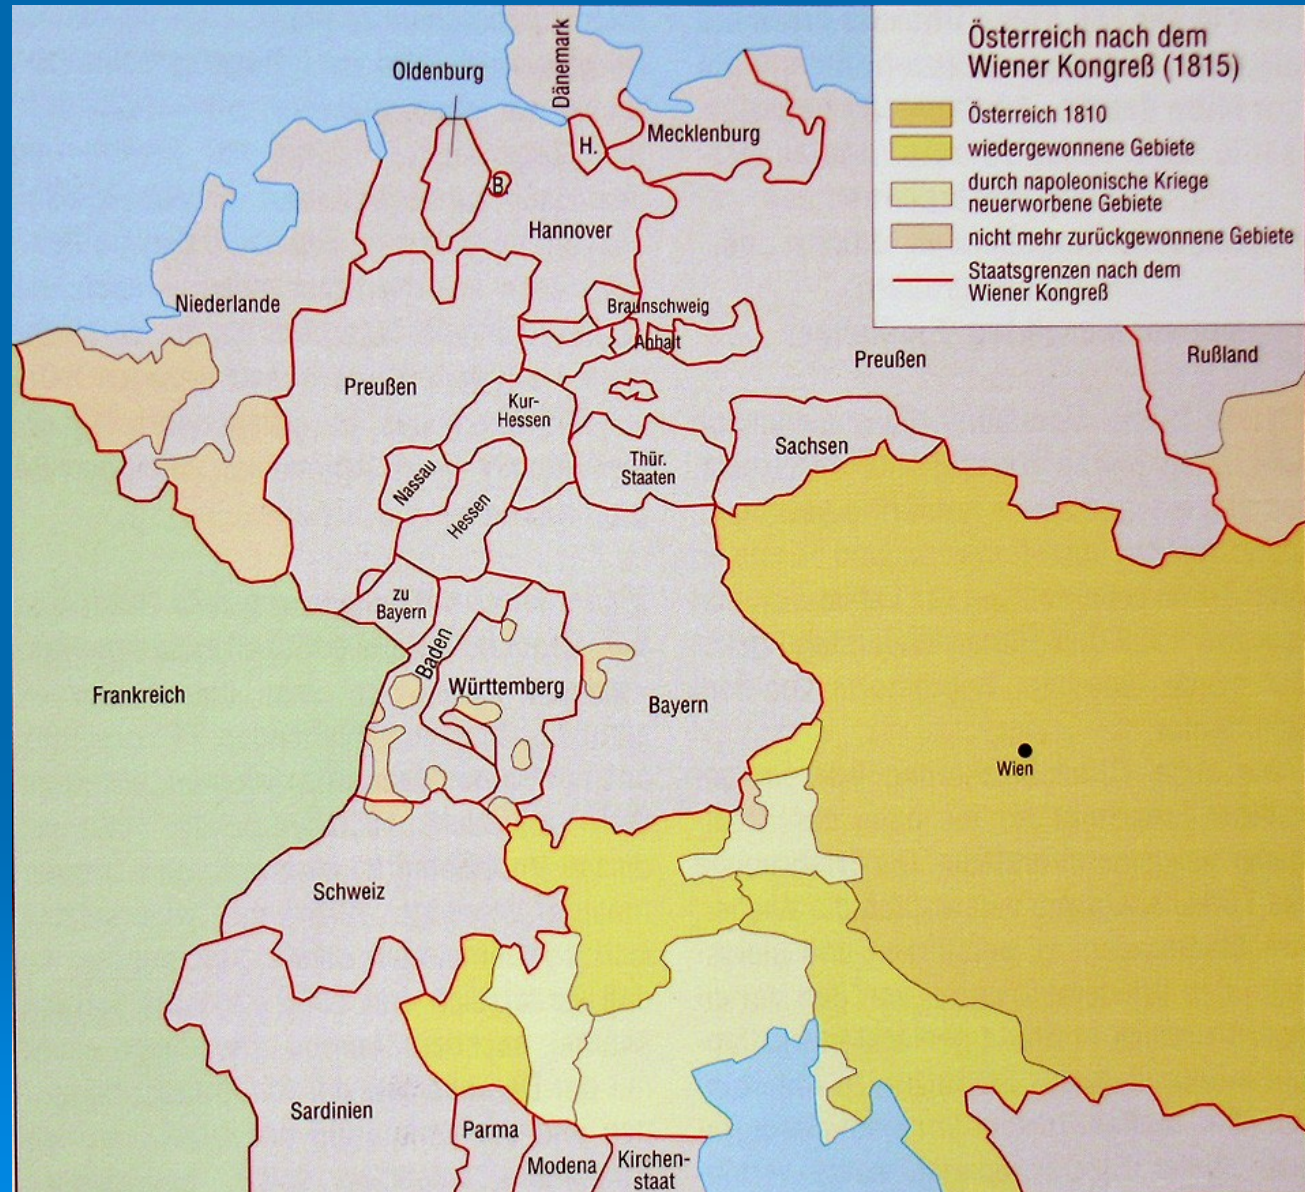 Österreich nach dem
Wiener Kongreß (1815)
Österreich 1810
wiedergewonnene Gebiete
durch napoleonische Kriege
neuerworbene Gebiete
nicht mehr zurückgewonnene Gebiete
Staatsgrenzen nach dem
Wiener Kongreß
Dänemark
Oldenburg
H.
Mecklenburg
B.
Hannover
Niederlande
Braunschweig
Anhalt
Preußen
Rußland
Preußen
Kur-
Hessen
Sachsen
Thür.
Staaten
Nassau
Hessen
zu
Bayern
Baden
Frankreich
Württemberg
Bayern
Wien
Schweiz
Sardinien
Parma
Modena
Kirchen-
staat